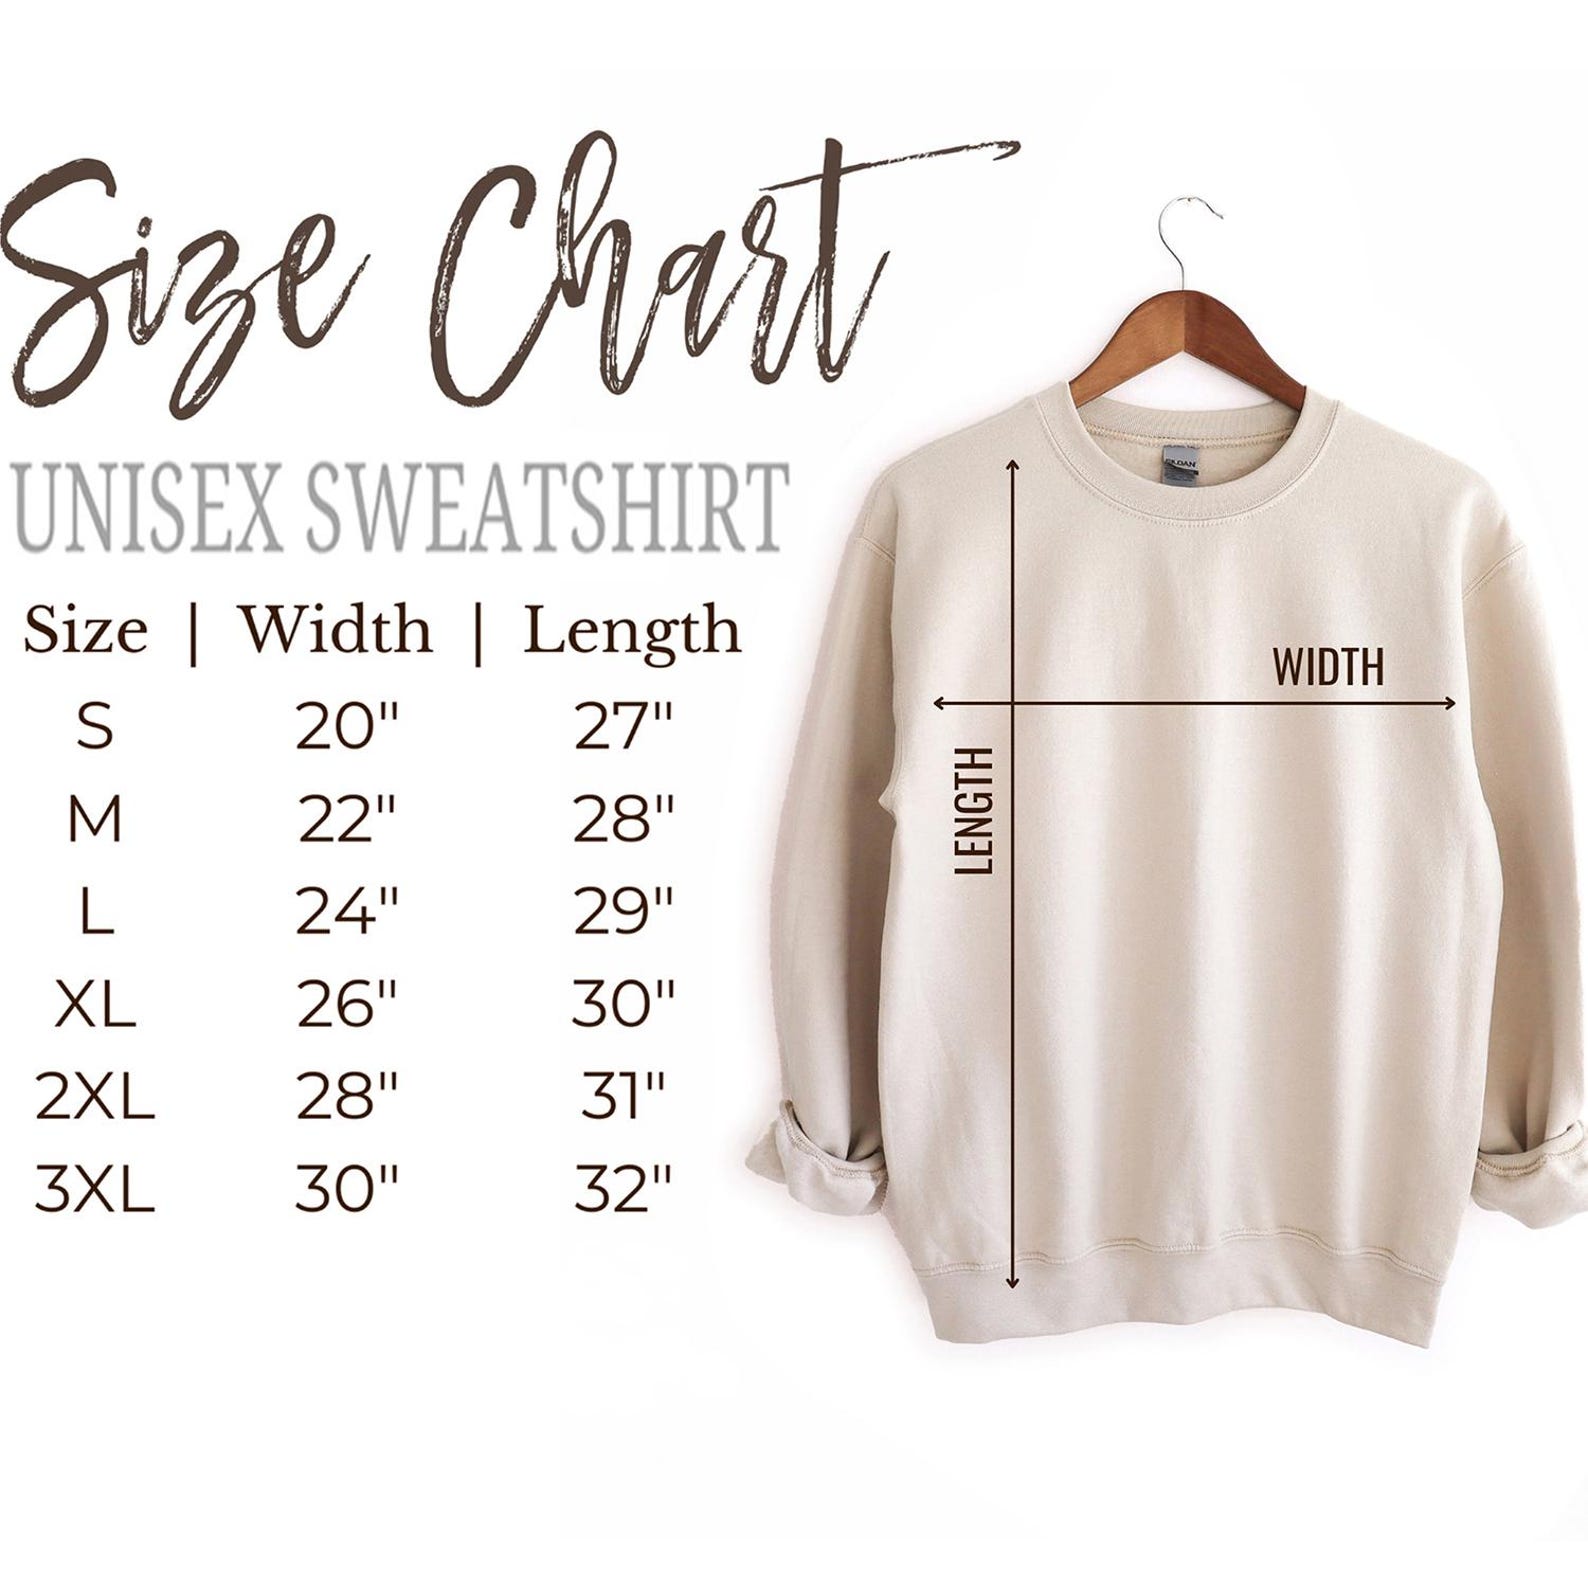 Size Chart
UNISEX SWEATSHIRT
Size | Width | Length
S 20" 27"
M 22" 28"
L 24" 29"
XL 26" 30"
2XL 28" 31"
3XL 30" 32"
GILDAN
WIDTH
LENGTH